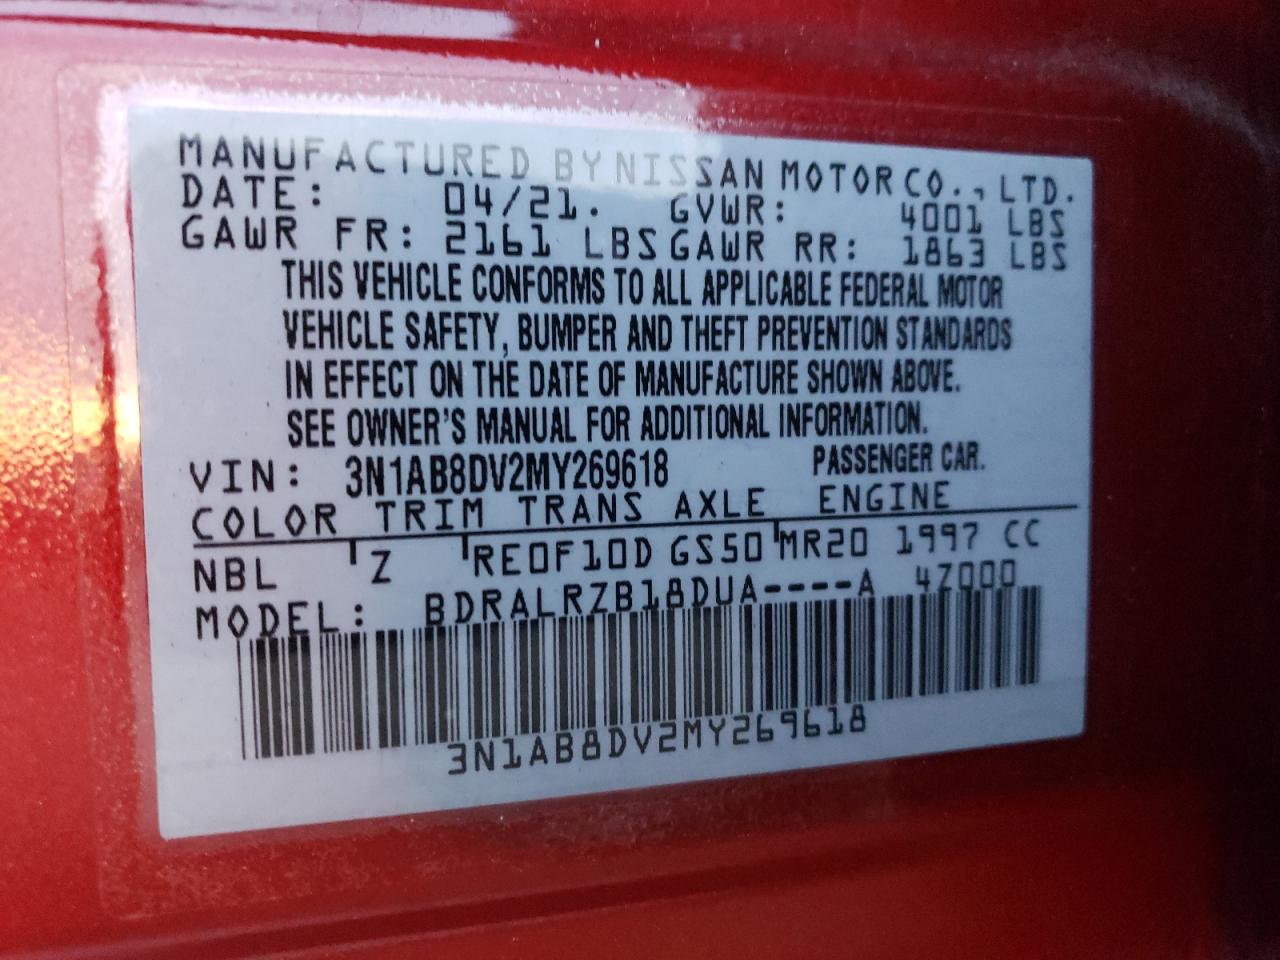 MANUFACTURED BY NISSAN MOTOR CO., LTD.
DATE: 04/21. GVWR: 4001 LBS
GAWR FR: 2161 LBS GAWR RR: 1863 LBS
THIS VEHICLE CONFORMS TO ALL APPLICABLE FEDERAL MOTOR
VEHICLE SAFETY, BUMPER AND THEFT PREVENTION STANDARDS
IN EFFECT ON THE DATE OF MANUFACTURE SHOWN ABOVE.
SEE OWNER'S MANUAL FOR ADDITIONAL INFORMATION.
VIN: 3N1AB8DV2MY269618 PASSENGER CAR.
COLOR TRIM TRANS AXLE ENGINE
NBL Z RE0F10D GS50 MR20 1997 CC
MODEL: BDRALRZB18DUA----A 4Z000
3N1AB8DV2MY269618